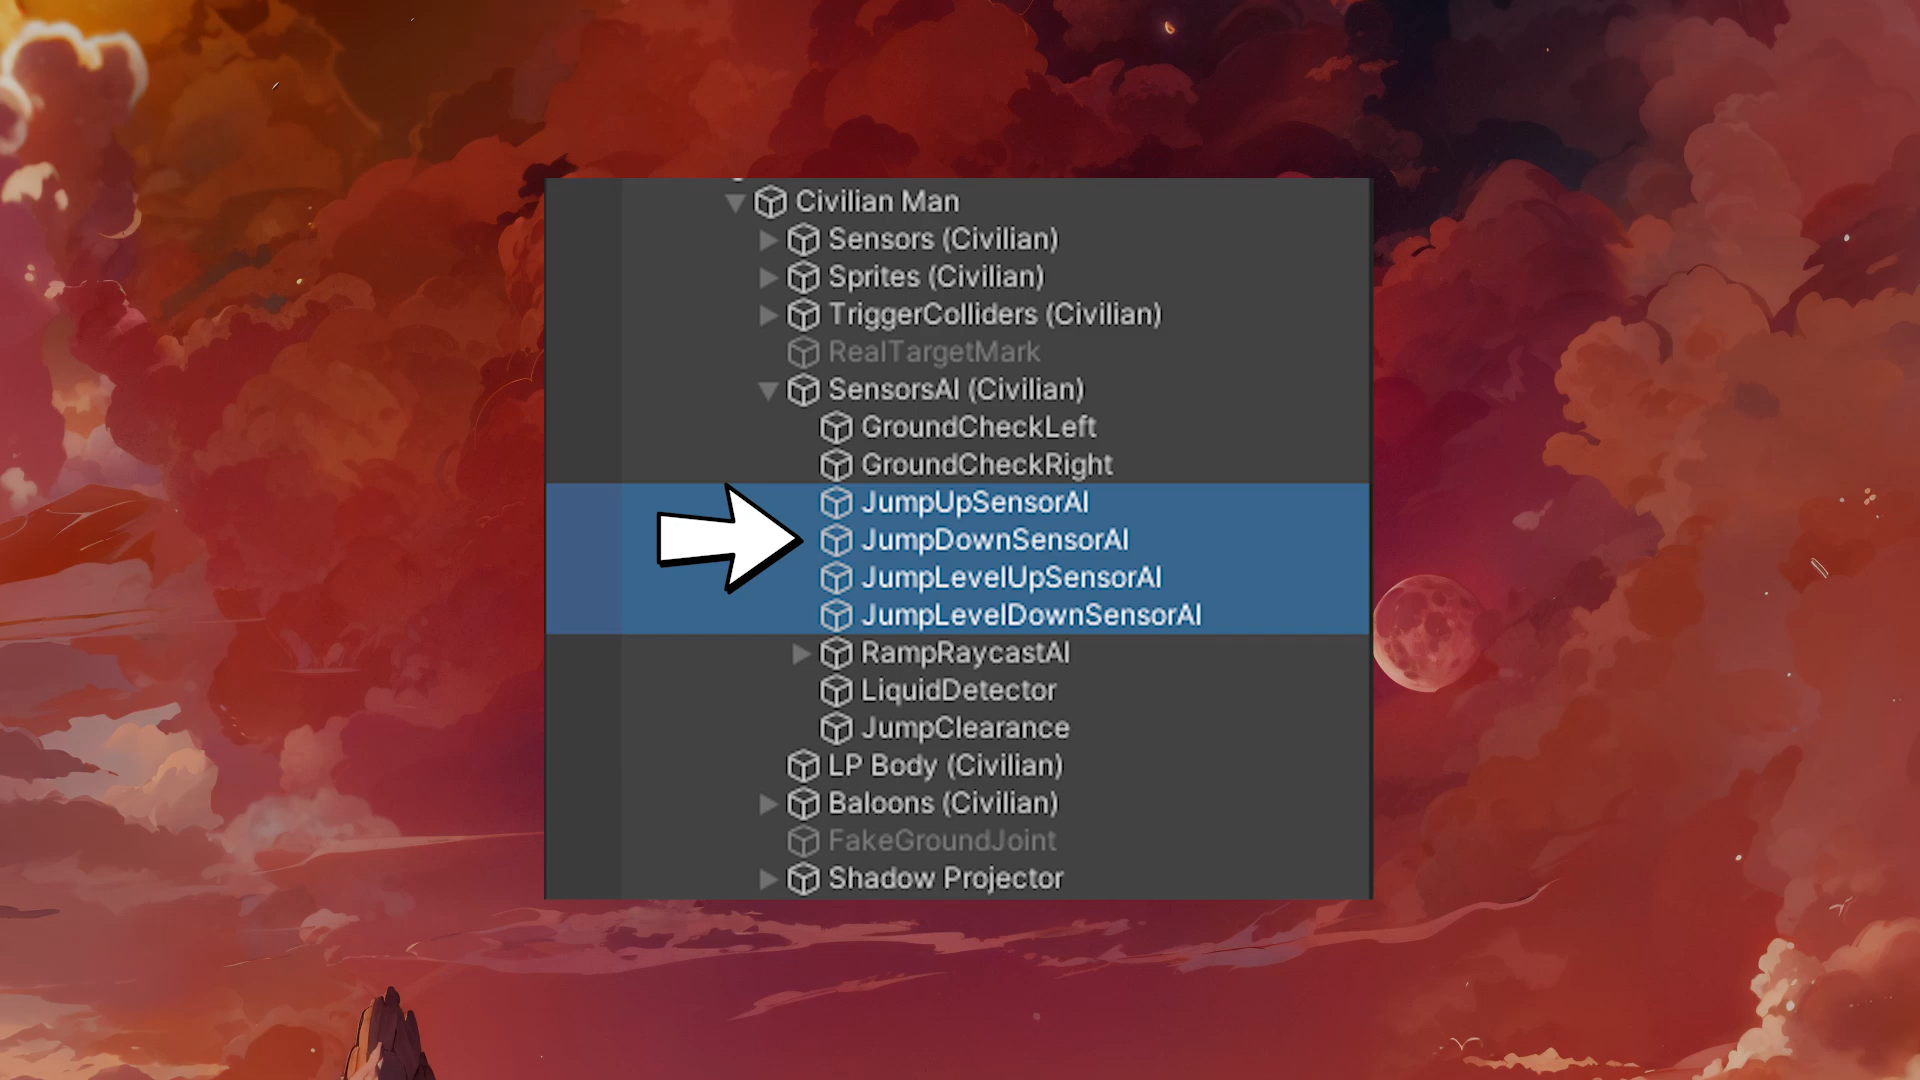 Civilian Man
Sensors (Civilian)
Sprites (Civilian)
TriggerColliders (Civilian)
RealTargetMark
SensorsAI (Civilian)
GroundCheckLeft
GroundCheckRight
JumpUpSensorAI
JumpDownSensorAI
JumpLevelUpSensorAI
JumpLevelDownSensorAI
RampRaycastAI
LiquidDetector
JumpClearance
LP Body (Civilian)
Baloons (Civilian)
FakeGroundJoint
Shadow Projector